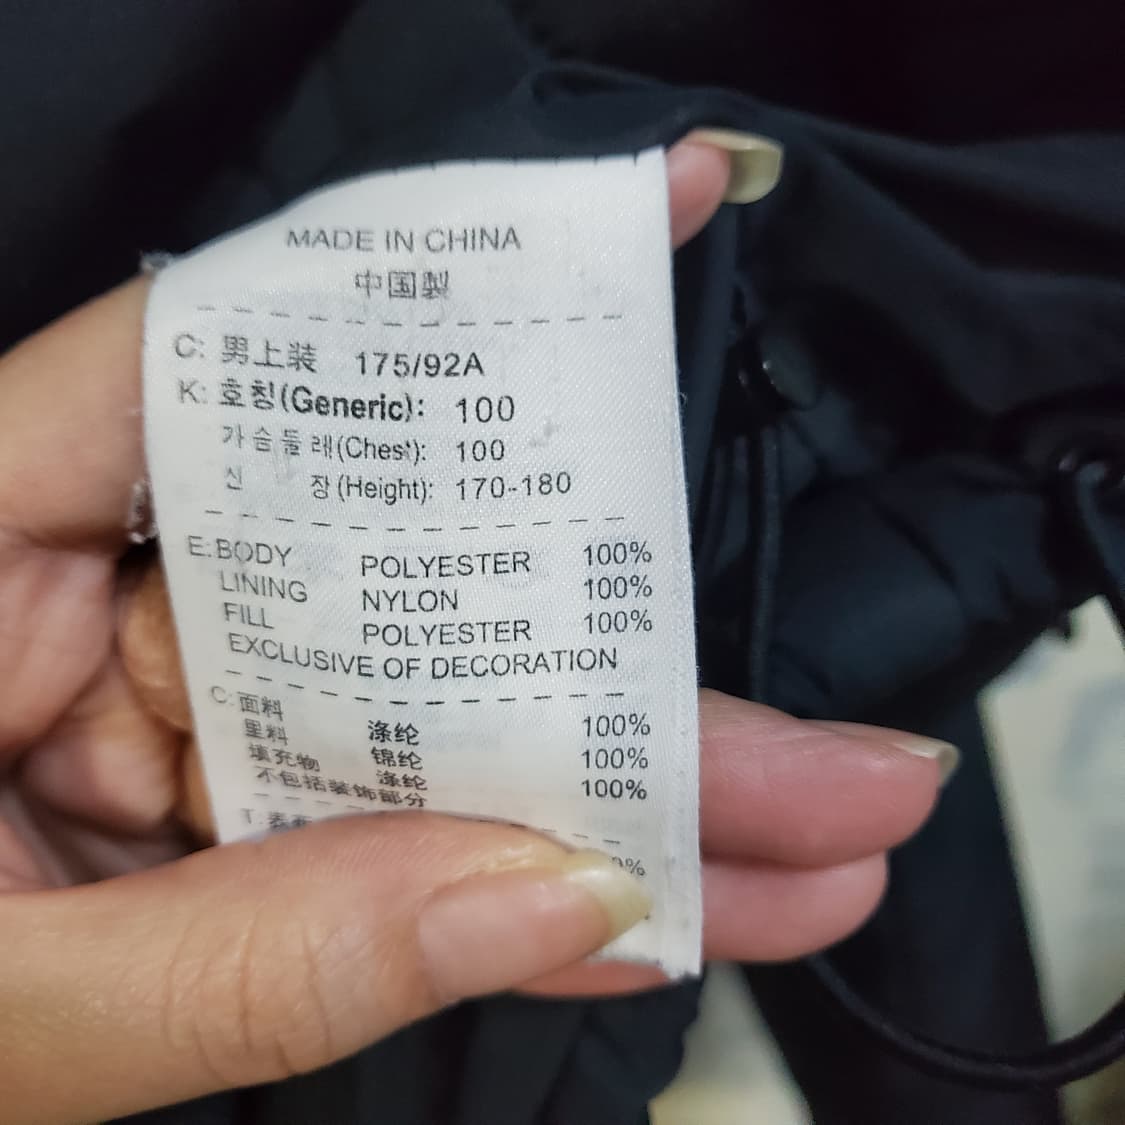 MADE IN CHINA
中国製
C: 男上装 175/92A
K: 호칭(Generic): 100
가슴둘레(Chest): 100
신 장(Height): 170-180
E: BODY POLYESTER 100%
LINING NYLON 100%
FILL POLYESTER 100%
EXCLUSIVE OF DECORATION
C: 面料 涤纶 100%
里料 锦纶 100%
填充物 涤纶 100%
不包括装饰部分
T: